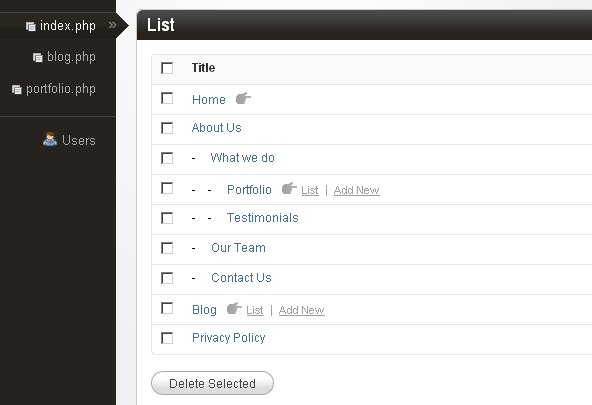 index.php »
blog.php
portfolio.php
Users
List
Title
Home
About Us
- What we do
- - Portfolio List | Add New
- - Testimonials
- Our Team
- Contact Us
Blog List | Add New
Privacy Policy
Delete Selected